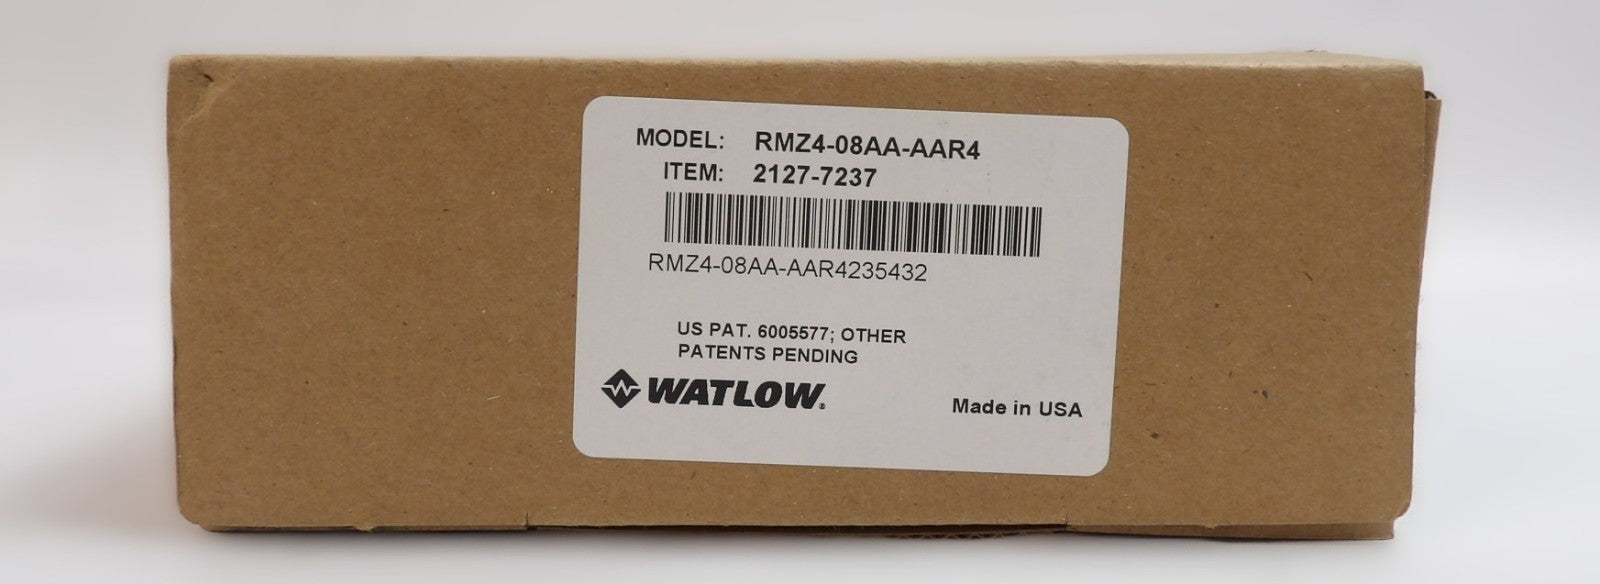 MODEL: RMZ4-08AA-AAR4
ITEM: 2127-7237
RMZ4-08AA-AAR4235432
US PAT. 6005577; OTHER
PATENTS PENDING
WATLOW.
Made in USA